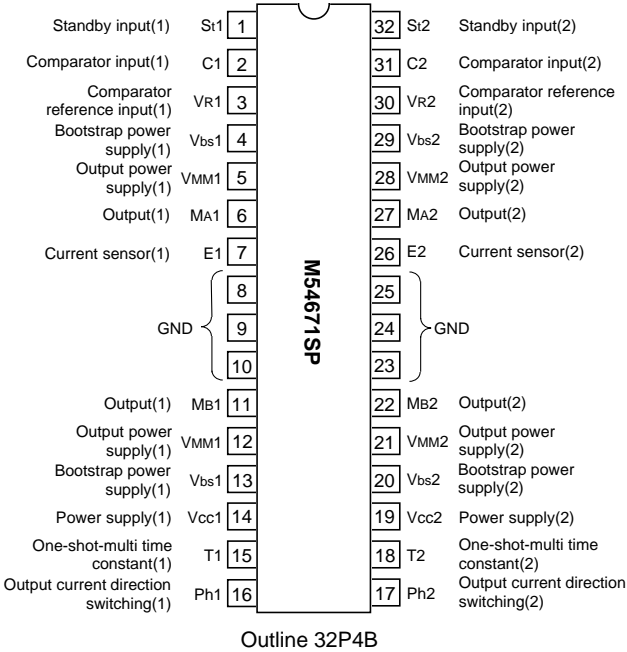 Standby input(1) St1 1 32 St2 Standby input(2)
Comparator input(1) C1 2 31 C2 Comparator input(2)
Comparator
reference input(1) VR1 3 30 VR2 Comparator reference
input(2)
Bootstrap power
supply(1) Vbs1 4 29 Vbs2 Bootstrap power
supply(2)
Output power
supply(1) VMM1 5 28 VMM2 Output power
supply(2)
Output(1) MA1 6 27 MA2 Output(2)
Current sensor(1) E1 7 26 E2 Current sensor(2)
8 25
GND 9 24 GND
10 23
M54671SP
Output(1) MB1 11 22 MB2 Output(2)
Output power
supply(1) VMM1 12 21 VMM2 Output power
supply(2)
Bootstrap power
supply(1) Vbs1 13 20 Vbs2 Bootstrap power
supply(2)
Power supply(1) Vcc1 14 19 Vcc2 Power supply(2)
One-shot-multi time
constant(1) T1 15 18 T2 One-shot-multi time
constant(2)
Output current direction
switching(1) Ph1 16 17 Ph2 Output current direction
switching(2)
Outline 32P4B